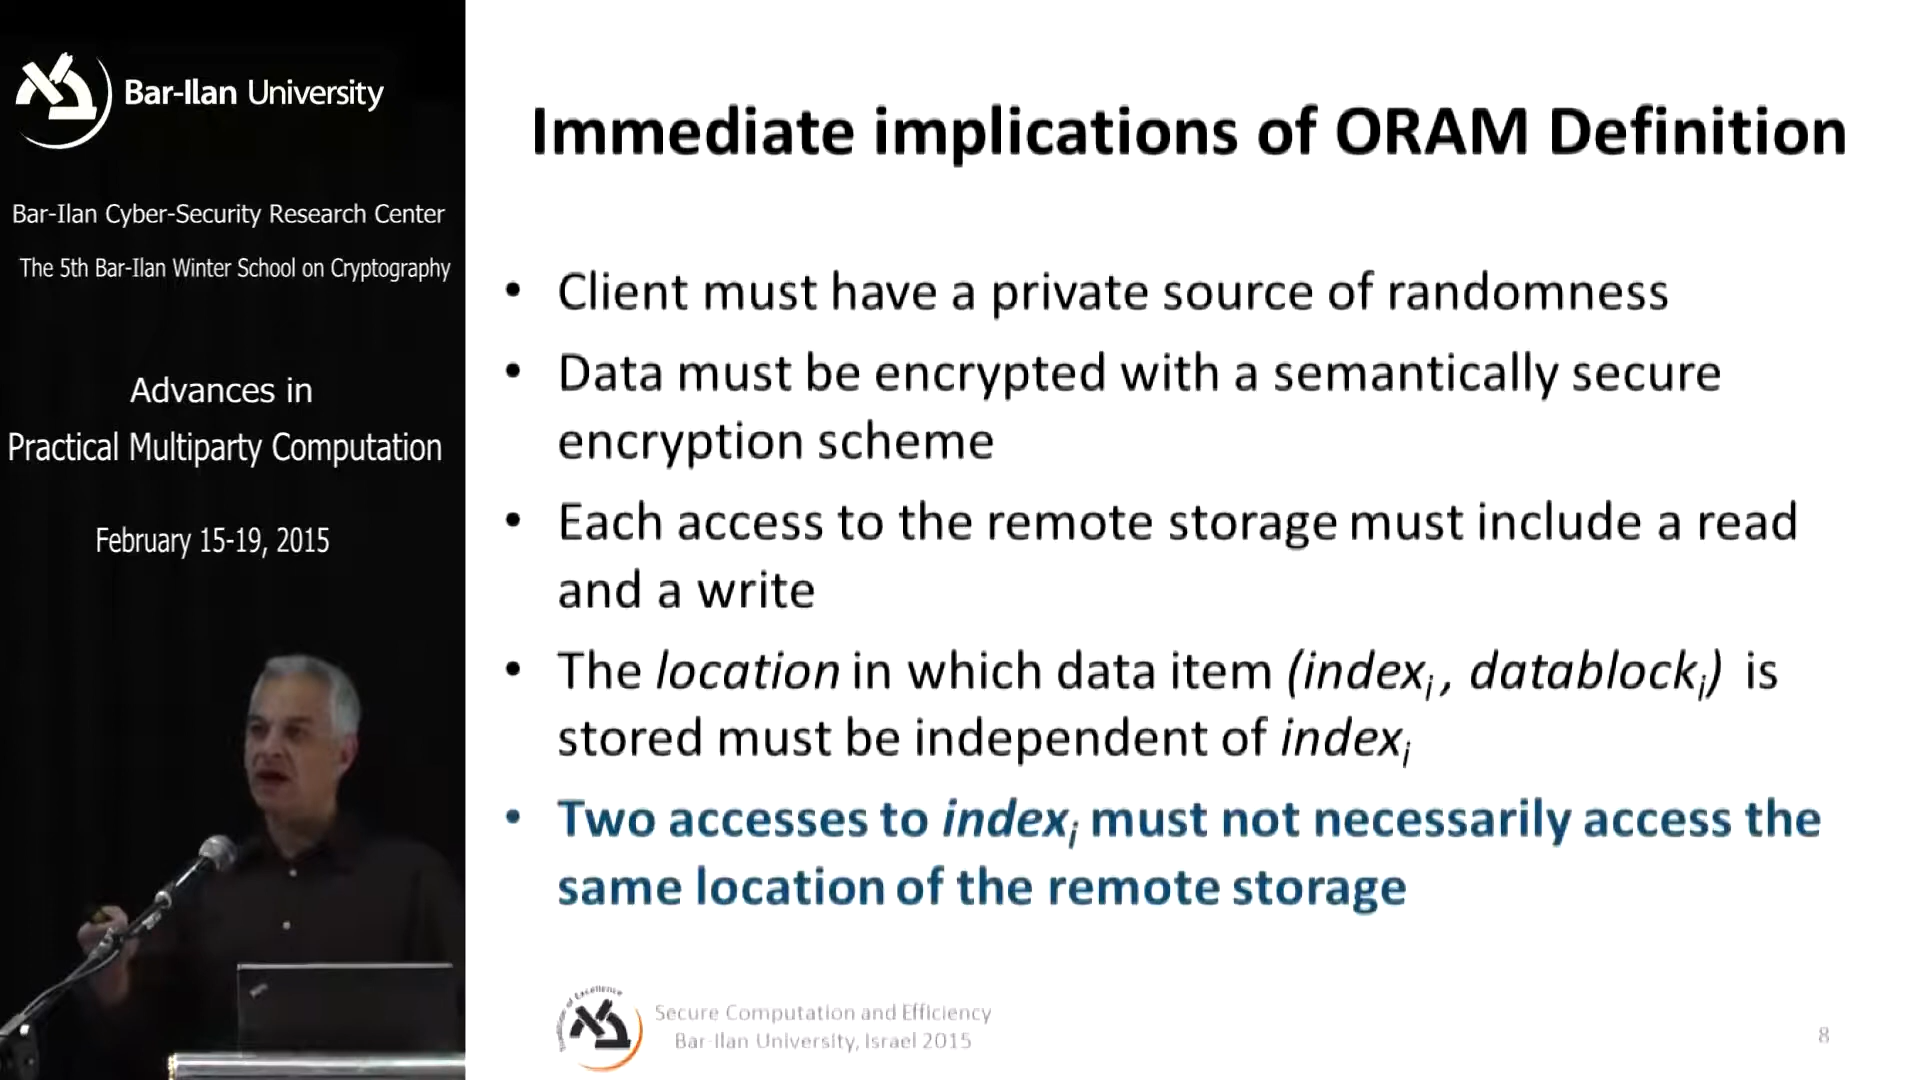 Bar-Ilan University
Bar-Ilan Cyber-Security Research Center
The 5th Bar-Ilan Winter School on Cryptography
Advances in
Practical Multiparty Computation
February 15-19, 2015
Immediate implications of ORAM Definition
• Client must have a private source of randomness
• Data must be encrypted with a semantically secure
encryption scheme
• Each access to the remote storage must include a read
and a write
• The location in which data item (indexᵢ, datablockᵢ) is
stored must be independent of indexᵢ
• Two accesses to indexⱼ must not necessarily access the
same location of the remote storage
of Excellence
Secure Computation and Efficiency
Bar-Ilan University, Israel 2015
8